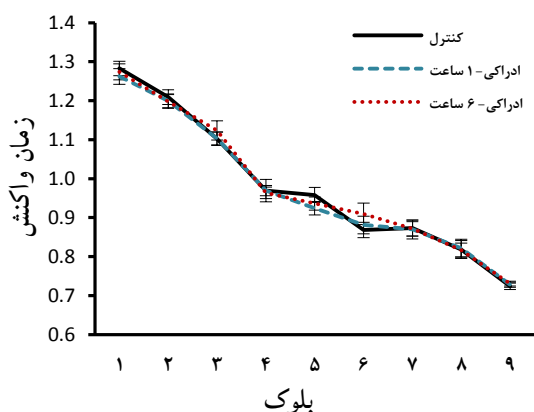 زمان واکنش
1.4
1.3
1.2
1.1
1.0
0.9
0.8
0.7
0.6
کنترل
ادراکی-۱ ساعت
ادراکی-۶ ساعت
۱ ۲ ۳ ۴ ۵ ۶ ۷ ۸ ۹
بلوک